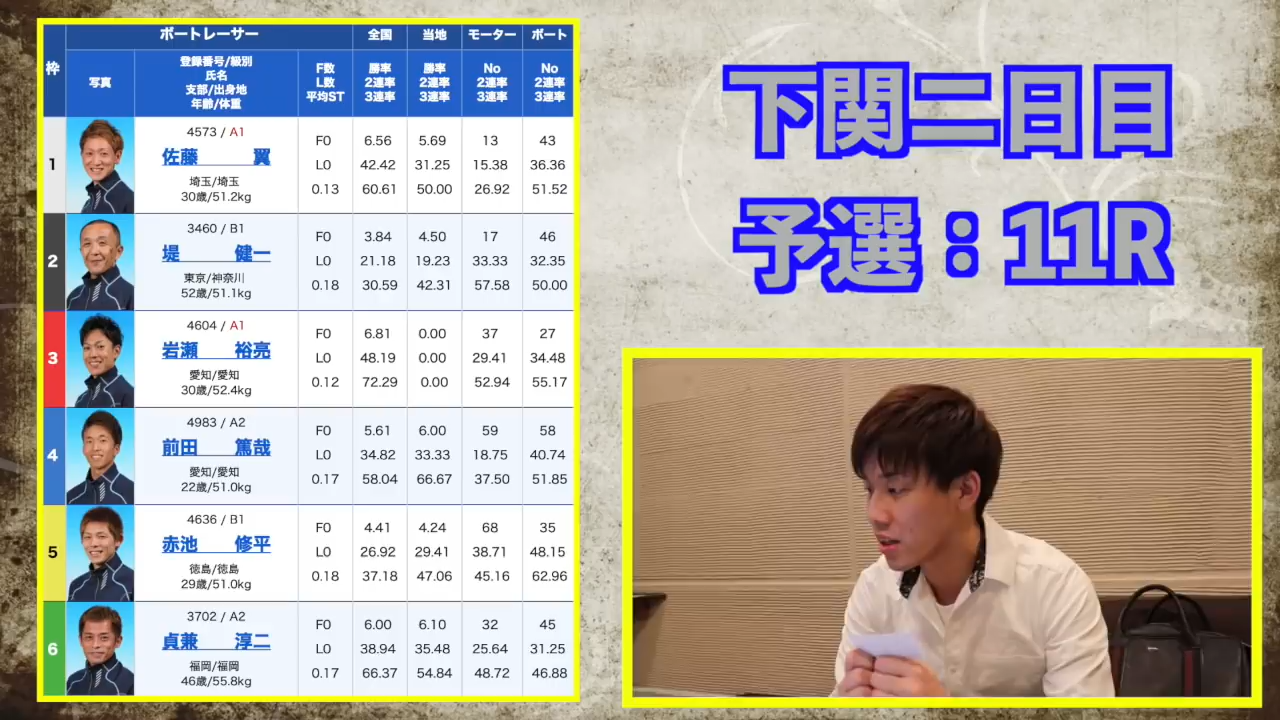 ボートレーサー 全国 当地 モーター ボート
枠 写真 登録番号/級別 氏名 支部/出身地 年齢/体重 F数 L数 平均ST 勝率 2連率 3連率 勝率 2連率 3連率 No 2連率 3連率 No 2連率 3連率
4573 / A1 F0 6.56 5.69 13 43
1 佐藤 翼 L0 42.42 31.25 15.38 36.36
埼玉/埼玉 0.13 60.61 50.00 26.92 51.52
30歳/51.2kg
3460 / B1 F0 3.84 4.50 17 46
2 堤 健一 L0 21.18 19.23 33.33 32.35
東京/神奈川 0.18 30.59 42.31 57.58 50.00
52歳/51.1kg
4604 / A1 F0 6.81 0.00 37 27
3 岩瀬 裕亮 L0 48.19 0.00 29.41 34.48
愛知/愛知 0.12 72.29 0.00 52.94 55.17
30歳/52.4kg
4983 / A2 F0 5.61 6.00 59 58
4 前田 篤哉 L0 34.82 33.33 18.75 40.74
愛知/愛知 0.17 58.04 66.67 37.50 51.85
22歳/51.0kg
4636 / B1 F0 4.41 4.24 68 35
5 赤池 修平 L0 26.92 29.41 38.71 48.15
徳島/徳島 0.18 37.18 47.06 45.16 62.96
29歳/51.0kg
3702 / A2 F0 6.00 6.10 32 45
6 貞兼 淳二 L0 38.94 35.48 25.64 31.25
福岡/福岡 0.17 66.37 54.84 48.72 46.88
46歳/55.8kg
下関二日目
予選：11R